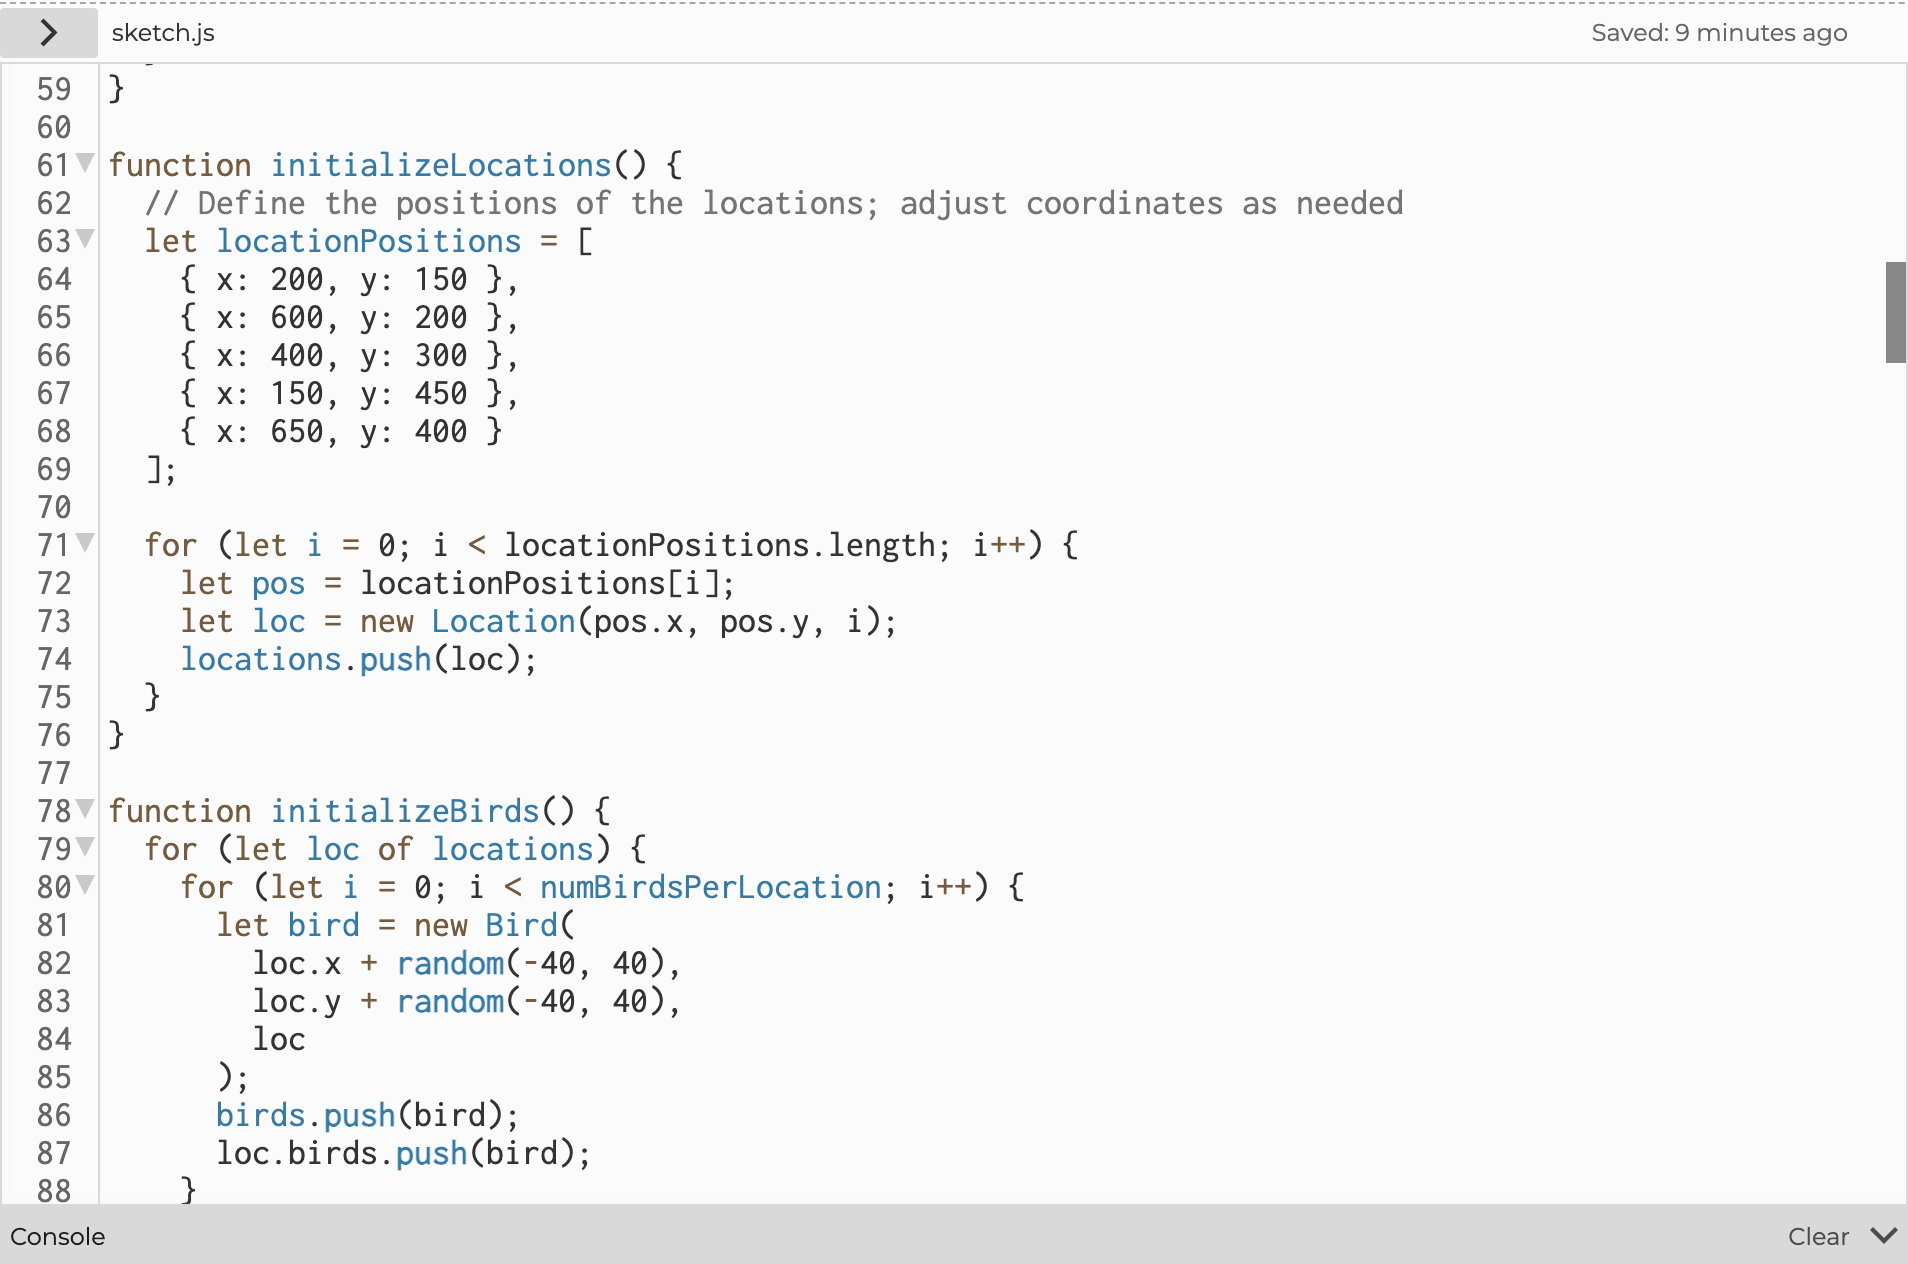 sketch.js
Saved: 9 minutes ago
59 }
60
61 function initializeLocations() {
62   // Define the positions of the locations; adjust coordinates as needed
63   let locationPositions = [
64     { x: 200, y: 150 },
65     { x: 600, y: 200 },
66     { x: 400, y: 300 },
67     { x: 150, y: 450 },
68     { x: 650, y: 400 }
69   ];
70
71   for (let i = 0; i < locationPositions.length; i++) {
72     let pos = locationPositions[i];
73     let loc = new Location(pos.x, pos.y, i);
74     locations.push(loc);
75   }
76 }
77
78 function initializeBirds() {
79   for (let loc of locations) {
80     for (let i = 0; i < numBirdsPerLocation; i++) {
81       let bird = new Bird(
82         loc.x + random(-40, 40),
83         loc.y + random(-40, 40),
84         loc
85       );
86       birds.push(bird);
87       loc.birds.push(bird);
88     }
Console
Clear